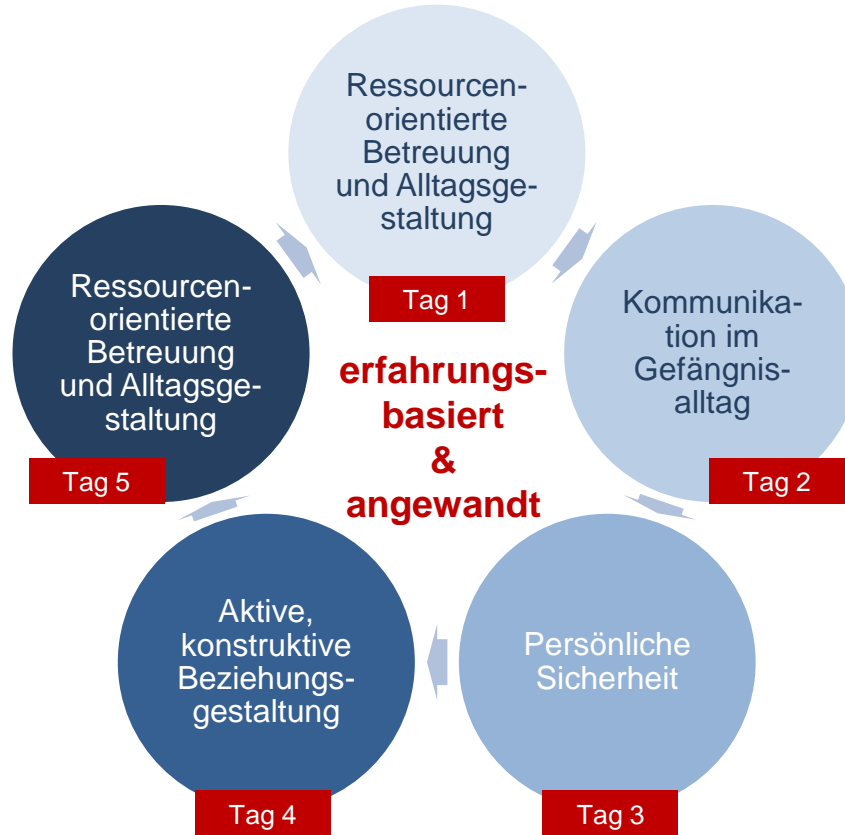 Ressourcen-
orientierte
Betreuung
und Alltagsge-
staltung
Tag 1
Kommunika-
tion im
Gefängnis-
alltag
Tag 2
Persönliche
Sicherheit
Tag 3
Aktive,
konstruktive
Beziehungs-
gestaltung
Tag 4
Ressourcen-
orientierte
Betreuung
und Alltagsge-
staltung
Tag 5
erfahrungs-
basiert
&
angewandt